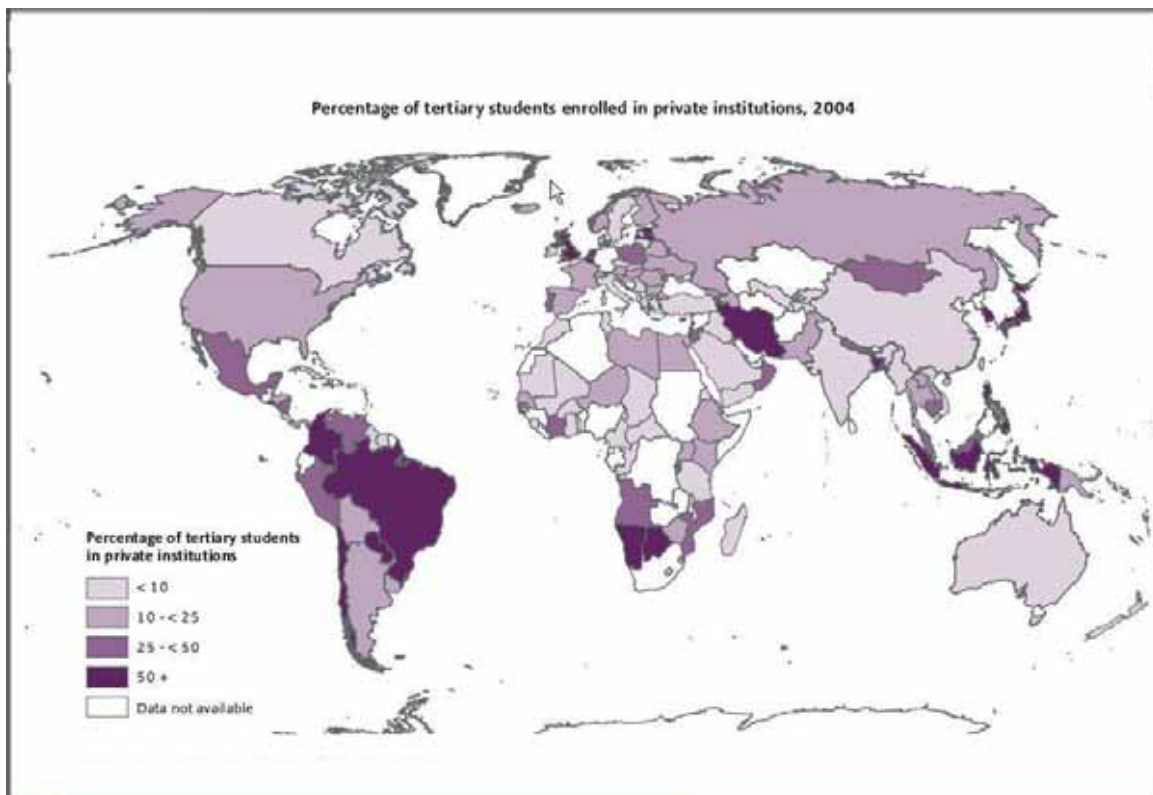 Percentage of tertiary students enrolled in private institutions, 2004
Percentage of tertiary students
in private institutions
< 10
10 - < 25
25 - < 50
50 +
Data not available